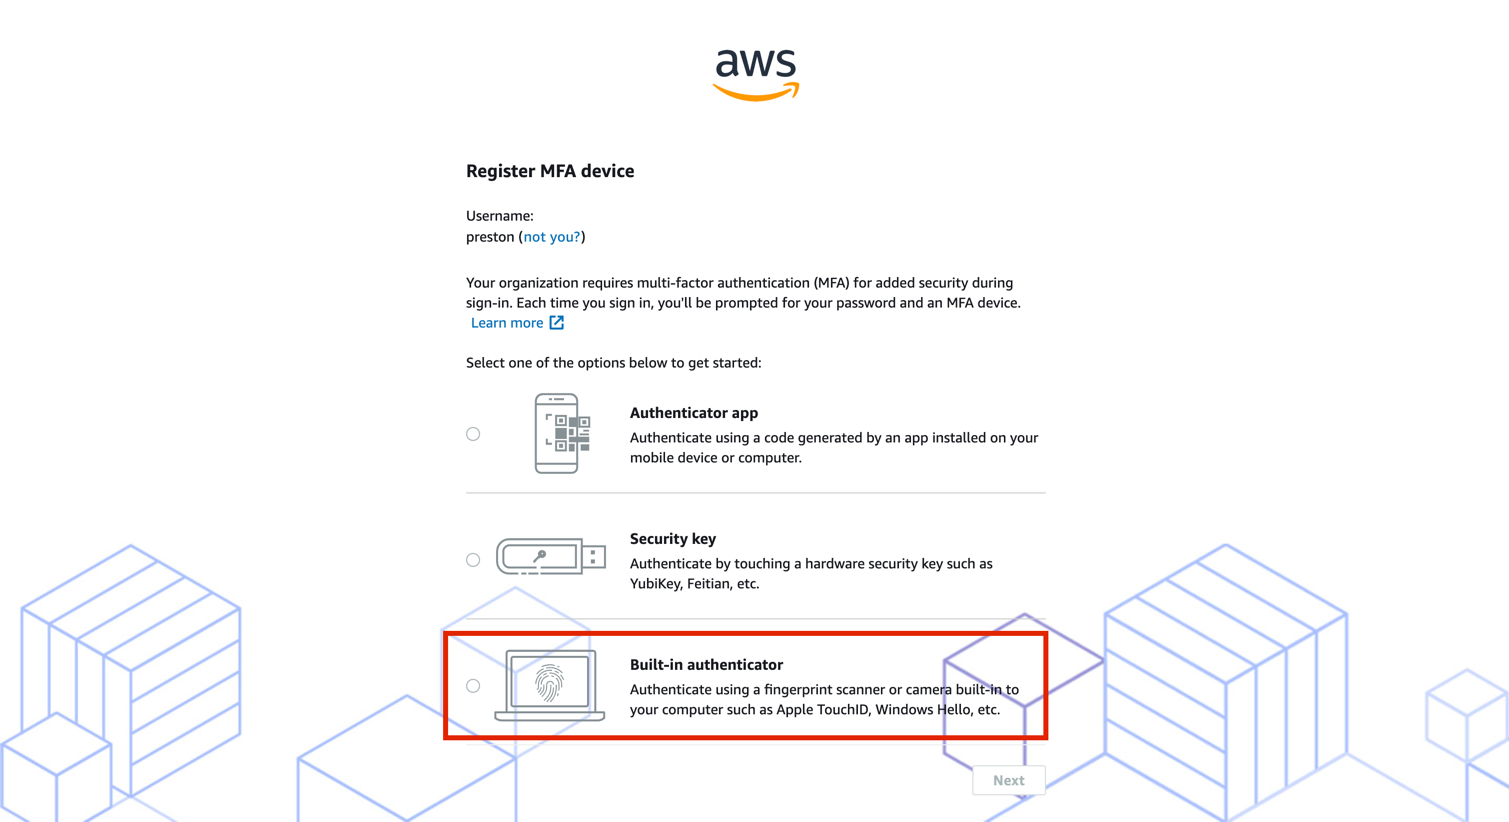 aws
Register MFA device
Username:
preston (not you?)
Your organization requires multi-factor authentication (MFA) for added security during
sign-in. Each time you sign in, you'll be prompted for your password and an MFA device.
Learn more
Select one of the options below to get started:
Authenticator app
Authenticate using a code generated by an app installed on your
mobile device or computer.
Security key
Authenticate by touching a hardware security key such as
YubiKey, Feitian, etc.
Built-in authenticator
Authenticate using a fingerprint scanner or camera built-in to
your computer such as Apple TouchID, Windows Hello, etc.
Next